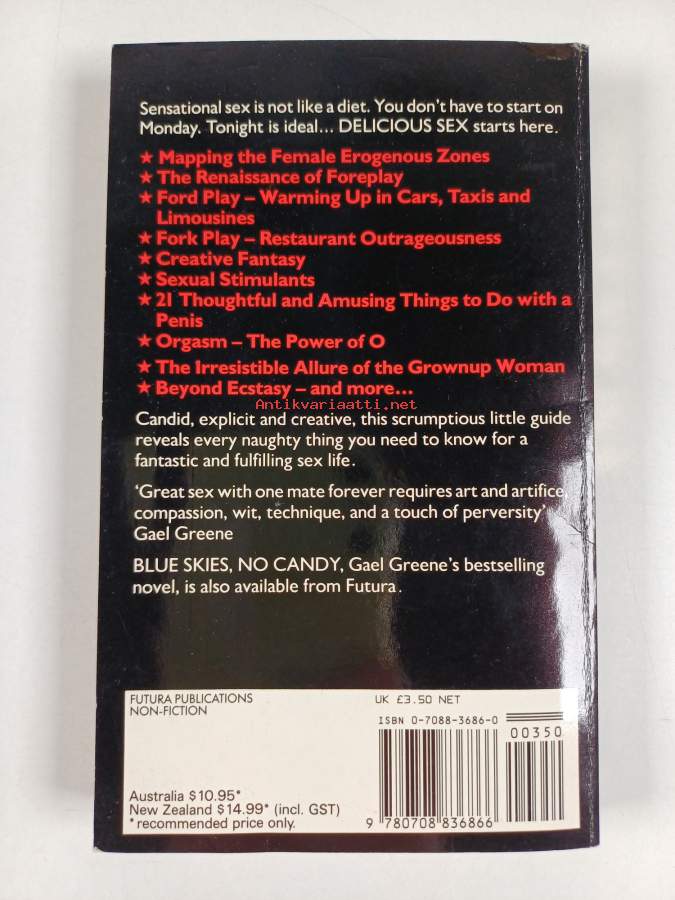 Sensational sex is not like a diet. You don't have to start on
Monday. Tonight is ideal... DELICIOUS SEX starts here.
★ Mapping the Female Erogenous Zones
★ The Renaissance of Foreplay
★ Ford Play – Warming Up in Cars, Taxis and
Limousines
★ Fork Play – Restaurant Outrageousness
★ Creative Fantasy
★ Sexual Stimulants
★ 21 Thoughtful and Amusing Things to Do with a
Penis
★ Orgasm – The Power of O
★ The Irresistible Allure of the Grownup Woman
★ Beyond Ecstasy – and more...
Antikvariaatti.net
Candid, explicit and creative, this scrumptious little guide
reveals every naughty thing you need to know for a
fantastic and fulfilling sex life.
'Great sex with one mate forever requires art and artifice,
compassion, wit, technique, and a touch of perversity'
Gael Greene
BLUE SKIES, NO CANDY, Gael Greene's bestselling
novel, is also available from Futura.
FUTURA PUBLICATIONS
NON-FICTION
UK £3.50 NET
ISBN 0-7088-3686-0
00350
Australia $10.95*
New Zealand $14.99* (incl. GST)
*recommended price only.
9 780708 836866